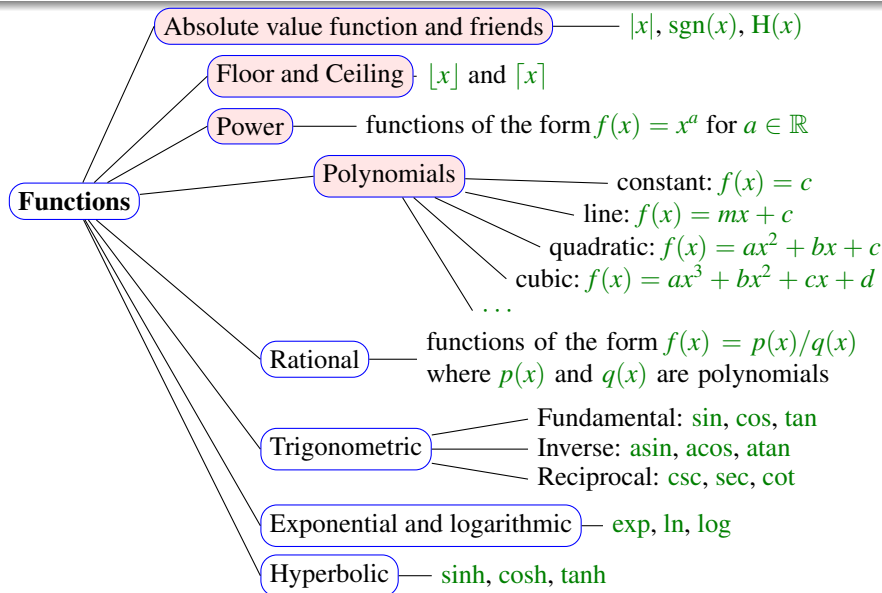 Absolute value function and friends |x|, sgn(x), H(x)
Floor and Ceiling ⌊x⌋ and ⌈x⌉
Power functions of the form f(x) = xᵃ for a ∈ ℝ
Polynomials
constant: f(x) = c
Functions
line: f(x) = mx + c
quadratic: f(x) = ax² + bx + c
cubic: f(x) = ax³ + bx² + cx + d
...
Rational functions of the form f(x) = p(x)/q(x)
where p(x) and q(x) are polynomials
Fundamental: sin, cos, tan
Trigonometric Inverse: asin, acos, atan
Reciprocal: csc, sec, cot
Exponential and logarithmic exp, ln, log
Hyperbolic sinh, cosh, tanh